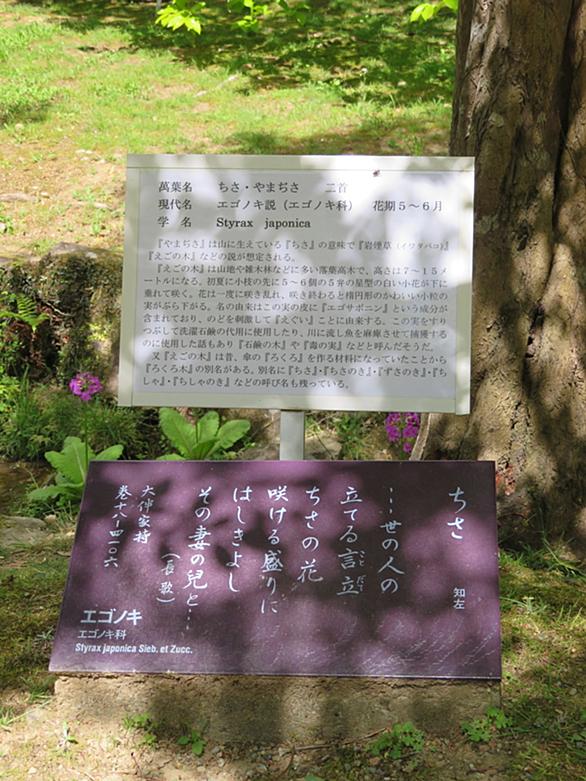 萬葉名　ちさ・やまぢさ　二首
現代名　エゴノキ説（エゴノキ科）　花期５～６月
学　名　Styrax japonica
『やまぢさ』は山に生えている『ちさ』の意味で『岩煙草（イワタバコ）』
『えごの木』などの説が想定される。
『えごの木』は山地や雑木林などに多い落葉高木で、高さは７～１５メ
ートルになる。初夏に小枝の先に５～６個の５弁の星型の白い小花が下に
垂れて咲く。花は一度に咲き乱れ、咲き終わると楕円形のかわいい小粒の
実がぶら下がる。名の由来はこの実の皮に『エゴサポニン』という成分が
含まれており、のどを刺激して『えぐい』ことに由来する。この実をすり
つぶして洗濯石鹸の代用に使用したり、川に流し魚を麻痺させて捕獲する
のに使用した話もあり『石鹸の木』や『毒の実』などと呼んだそうだ。
又『えごの木』は昔、傘の『ろくろ』を作る材料になっていたことから
『ろくろ木』の別名がある。別名に『ちさ』・『ちさのき』・『ずさのき』・『ち
しゃ』・『ちしゃのき』などの呼び名も残っている。
ちさ　知左
…世の人の
立てる言立
ことだて
ちさの花
咲ける盛りに
はしきよし
その妻の兒と…
（長歌）
大伴家持
巻十八―四一〇六
エゴノキ
エゴノキ科
Styrax japonica Sieb. et Zucc.